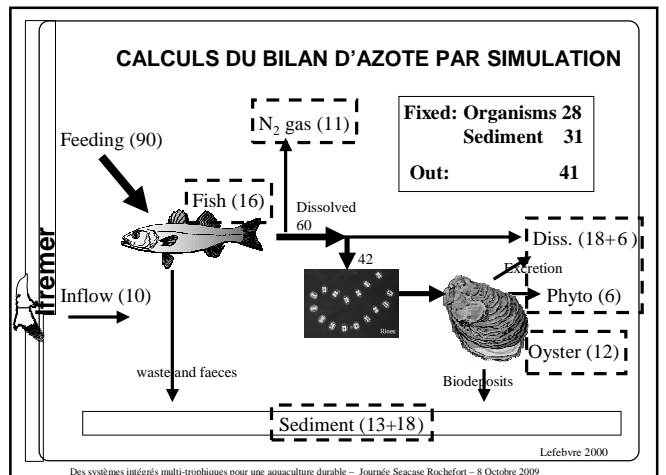 CALCULS DU BILAN D'AZOTE PAR SIMULATION
N2 gas (11)
Fixed: Organisms 28
Sediment 31
Out: 41
Feeding (90)
Fish (16)
Dissolved
60
Diss. (18+6)
42
Excretion
Ifremer
Inflow (10)
Rines
Phyto (6)
Oyster (12)
waste and faeces
Biodeposits
Sediment (13+18)
Lefebvre 2000
Des systèmes intégrés multi-trophiques pour une aquaculture durable – Journée Seacase Rochefort – 8 Octobre 2009